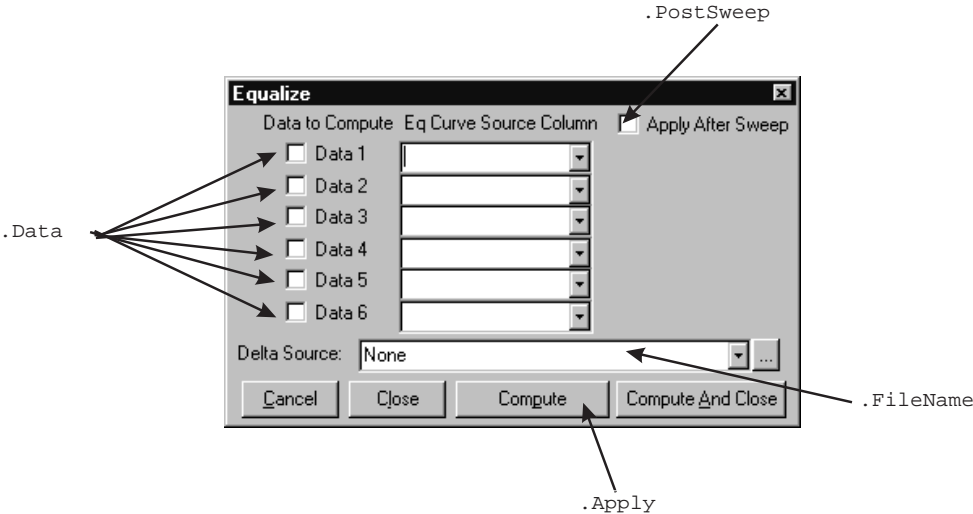 .PostSweep
Equalize
Data to Compute Eq Curve Source Column Apply After Sweep
Data 1
Data 2
Data 3
.Data
Data 4
Data 5
Data 6
Delta Source: None ...
Cancel Close Compute Compute And Close
.FileName
.Apply